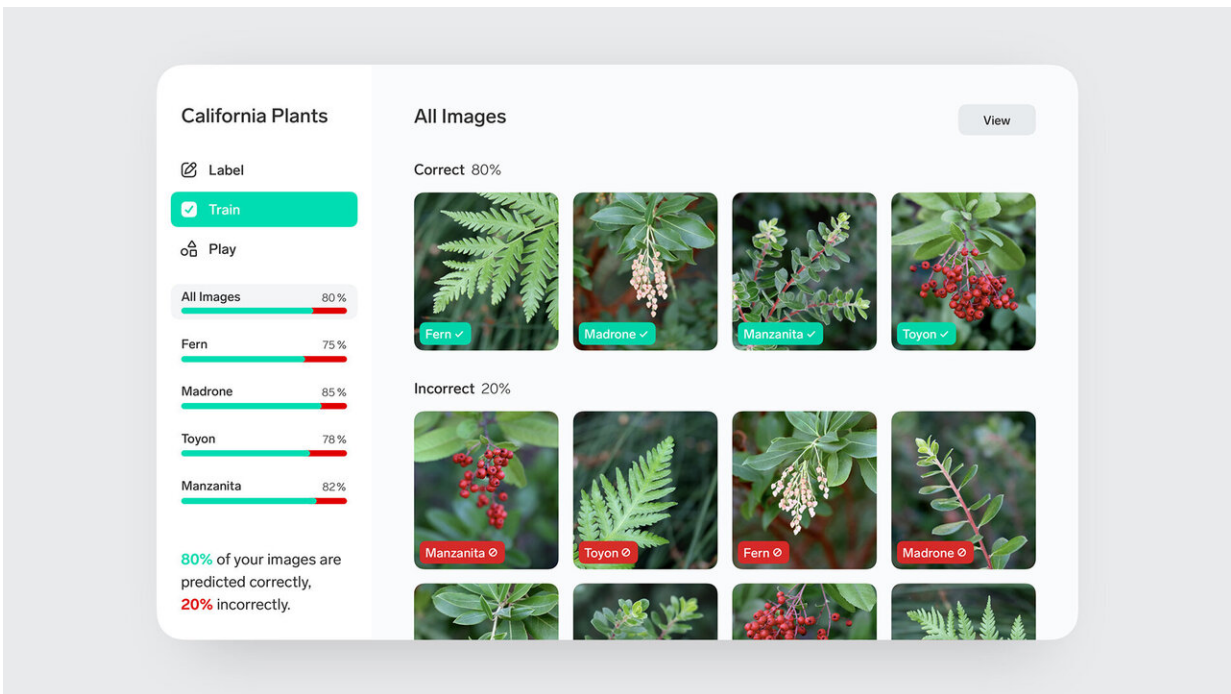 California Plants
Label
Train
Play
All Images 80%
Fern 75%
Madrone 85%
Toyon 78%
Manzanita 82%
80% of your images are
predicted correctly,
20% incorrectly.
All Images
View
Correct 80%
Fern
Madrone
Manzanita
Toyon
Incorrect 20%
Manzanita
Toyon
Fern
Madrone